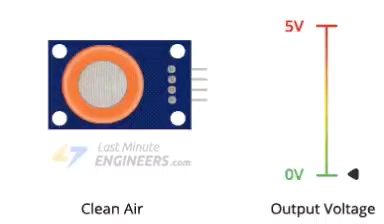 5V
Last Minute
ENGINEERS.com
0V
Clean Air
Output Voltage